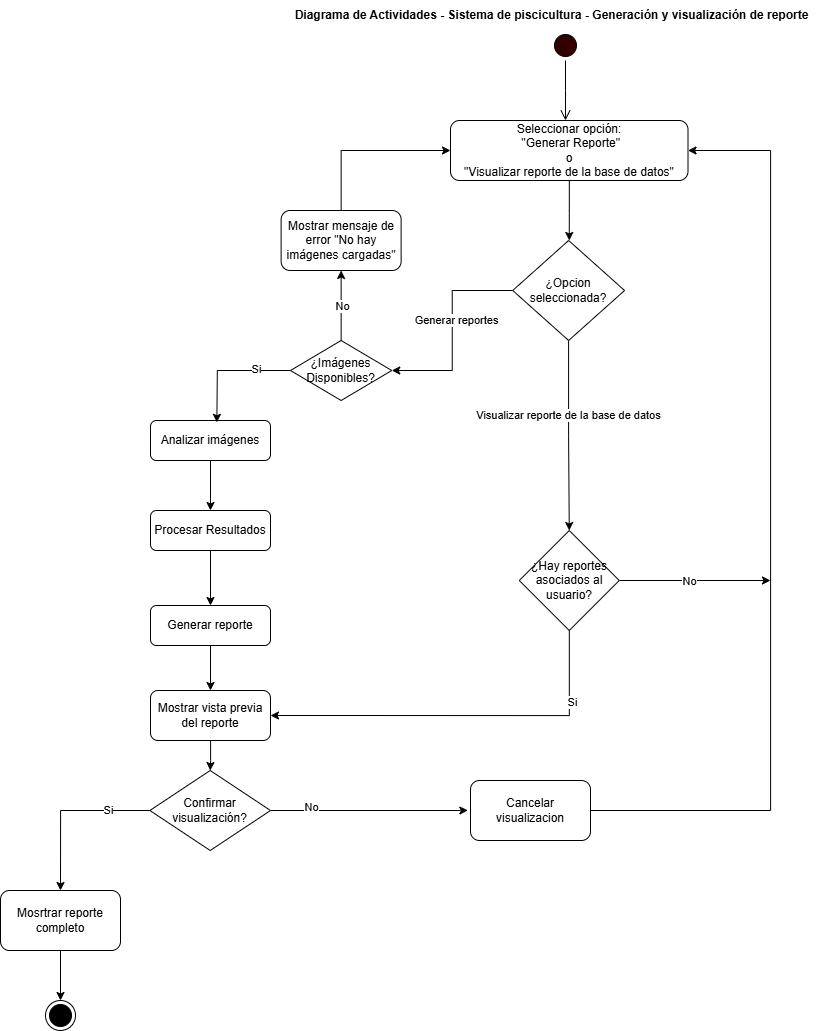 Diagrama de Actividades - Sistema de piscicultura - Generación y visualización de reporte
Seleccionar opción:
"Generar Reporte"
o
"Visualizar reporte de la base de datos"
Mostrar mensaje de
error "No hay
imágenes cargadas"
¿Opcion
seleccionada?
No
Generar reportes
¿Imágenes
Disponibles?
Si
Visualizar reporte de la base de datos
Analizar imágenes
Procesar Resultados
¿Hay reportes
asociados al
usuario?
No
Generar reporte
Si
Mostrar vista previa
del reporte
Confirmar
visualización?
Si
No
Cancelar
visualizacion
Mosrtrar reporte
completo